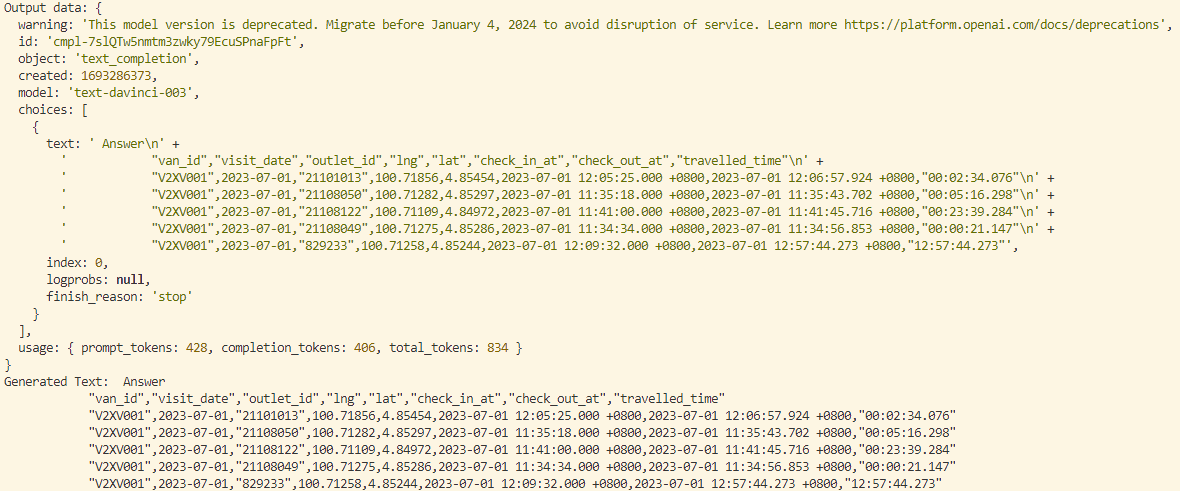 Output data: {
  warning: 'This model version is deprecated. Migrate before January 4, 2024 to avoid disruption of service. Learn more https://platform.openai.com/docs/deprecations',
  id: 'cmpl-7slQTw5nmtm3zwky79EcuSPnaFpFt',
  object: 'text_completion',
  created: 1693286373,
  model: 'text-davinci-003',
  choices: [
    {
      text: ' Answer\n' +
        '            "van_id","visit_date","outlet_id","lng","lat","check_in_at","check_out_at","travelled_time"\n' +
        '            "V2XV001",2023-07-01,"21101013",100.71856,4.85454,2023-07-01 12:05:25.000 +0800,2023-07-01 12:06:57.924 +0800,"00:02:34.076"\n' +
        '            "V2XV001",2023-07-01,"21108050",100.71282,4.85297,2023-07-01 11:35:18.000 +0800,2023-07-01 11:35:43.702 +0800,"00:05:16.298"\n' +
        '            "V2XV001",2023-07-01,"21108122",100.71109,4.84972,2023-07-01 11:41:00.000 +0800,2023-07-01 11:41:45.716 +0800,"00:23:39.284"\n' +
        '            "V2XV001",2023-07-01,"21108049",100.71275,4.85286,2023-07-01 11:34:34.000 +0800,2023-07-01 11:34:56.853 +0800,"00:00:21.147"\n' +
        '            "V2XV001",2023-07-01,"829233",100.71258,4.85244,2023-07-01 12:09:32.000 +0800,2023-07-01 12:57:44.273 +0800,"12:57:44.273"',
      index: 0,
      logprobs: null,
      finish_reason: 'stop'
    }
  ],
  usage: { prompt_tokens: 428, completion_tokens: 406, total_tokens: 834 }
}
Generated Text:  Answer
            "van_id","visit_date","outlet_id","lng","lat","check_in_at","check_out_at","travelled_time"
            "V2XV001",2023-07-01,"21101013",100.71856,4.85454,2023-07-01 12:05:25.000 +0800,2023-07-01 12:06:57.924 +0800,"00:02:34.076"
            "V2XV001",2023-07-01,"21108050",100.71282,4.85297,2023-07-01 11:35:18.000 +0800,2023-07-01 11:35:43.702 +0800,"00:05:16.298"
            "V2XV001",2023-07-01,"21108122",100.71109,4.84972,2023-07-01 11:41:00.000 +0800,2023-07-01 11:41:45.716 +0800,"00:23:39.284"
            "V2XV001",2023-07-01,"21108049",100.71275,4.85286,2023-07-01 11:34:34.000 +0800,2023-07-01 11:34:56.853 +0800,"00:00:21.147"
            "V2XV001",2023-07-01,"829233",100.71258,4.85244,2023-07-01 12:09:32.000 +0800,2023-07-01 12:57:44.273 +0800,"12:57:44.273"